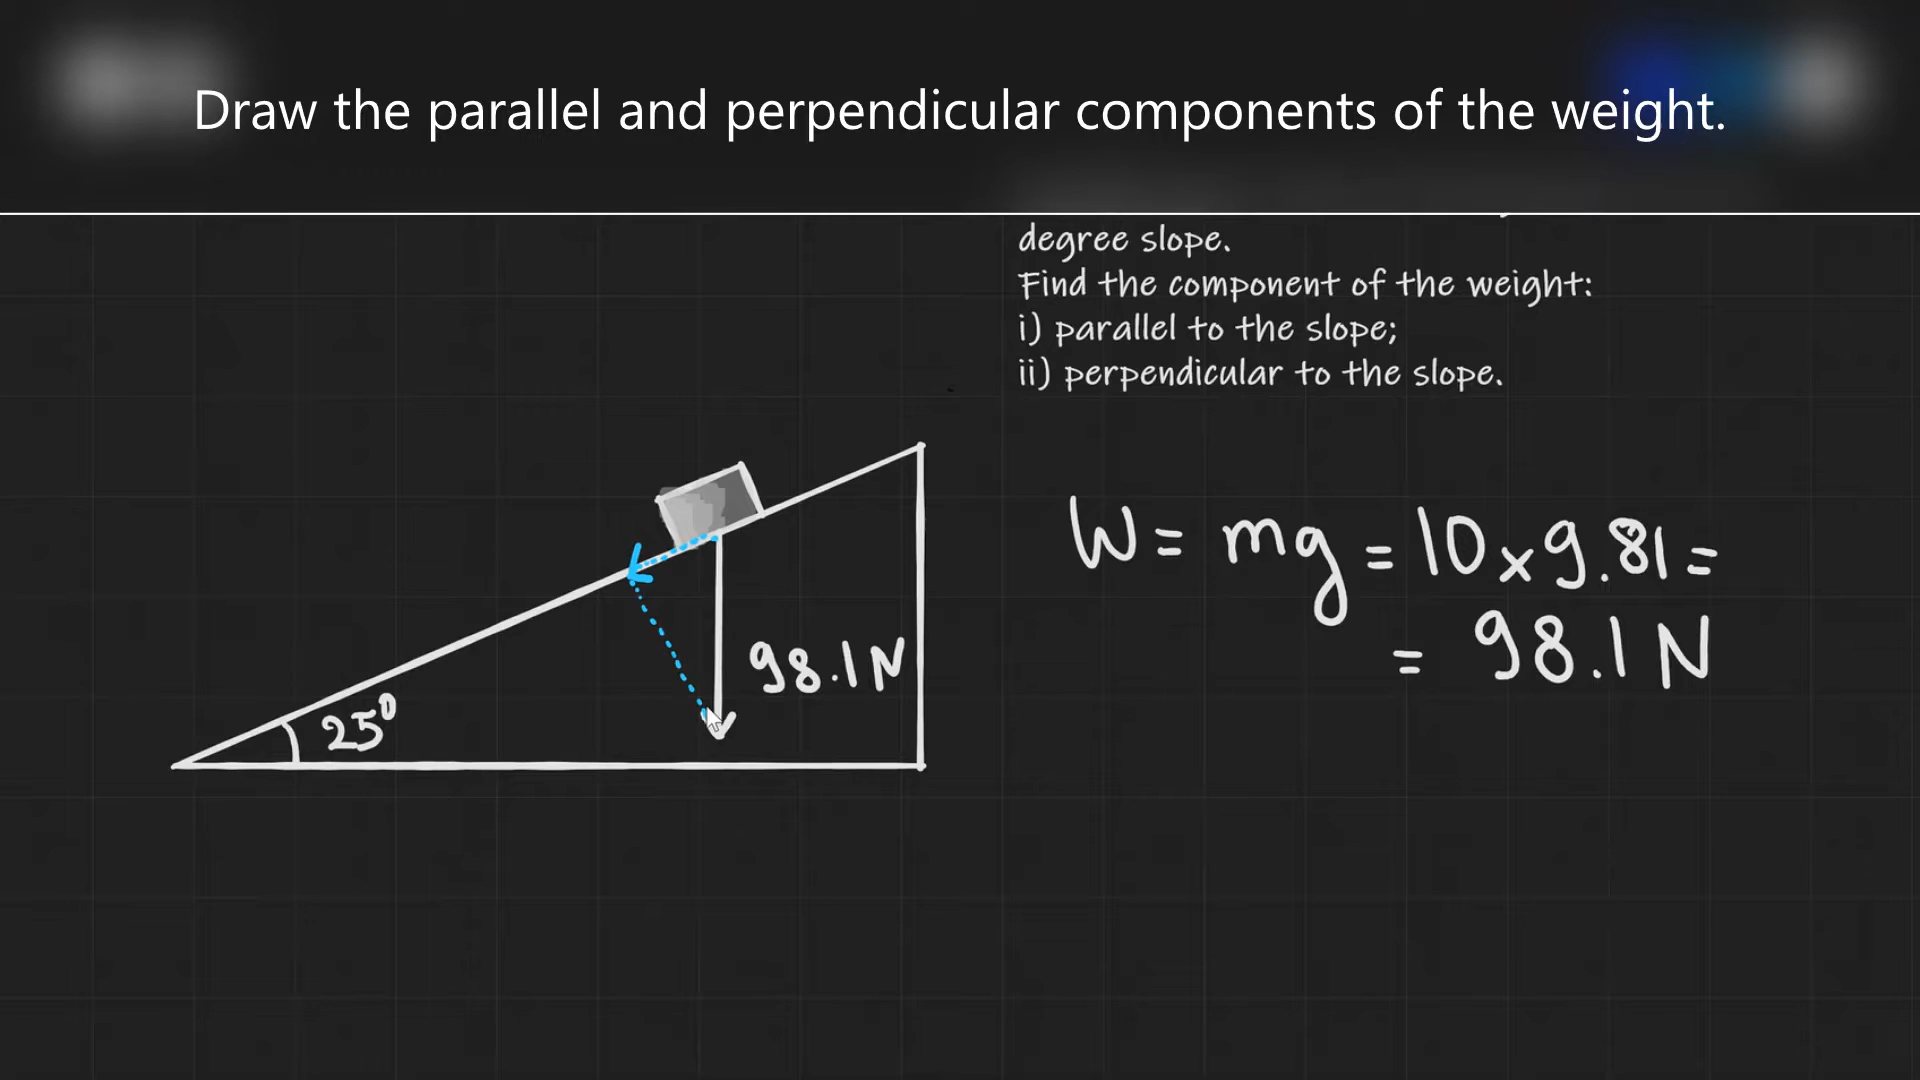 Draw the parallel and perpendicular components of the weight.
degree slope.
Find the component of the weight:
i) parallel to the slope;
ii) perpendicular to the slope.
W = mg = 10 x 9.81 =
= 98.1 N
98.1 N
25°